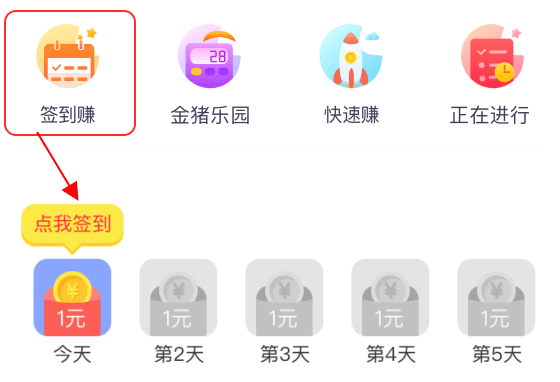 28
签到赚 金猪乐园 快速赚 正在进行
点我签到
1元 1元 1元 1元 1元
今天 第2天 第3天 第4天 第5天